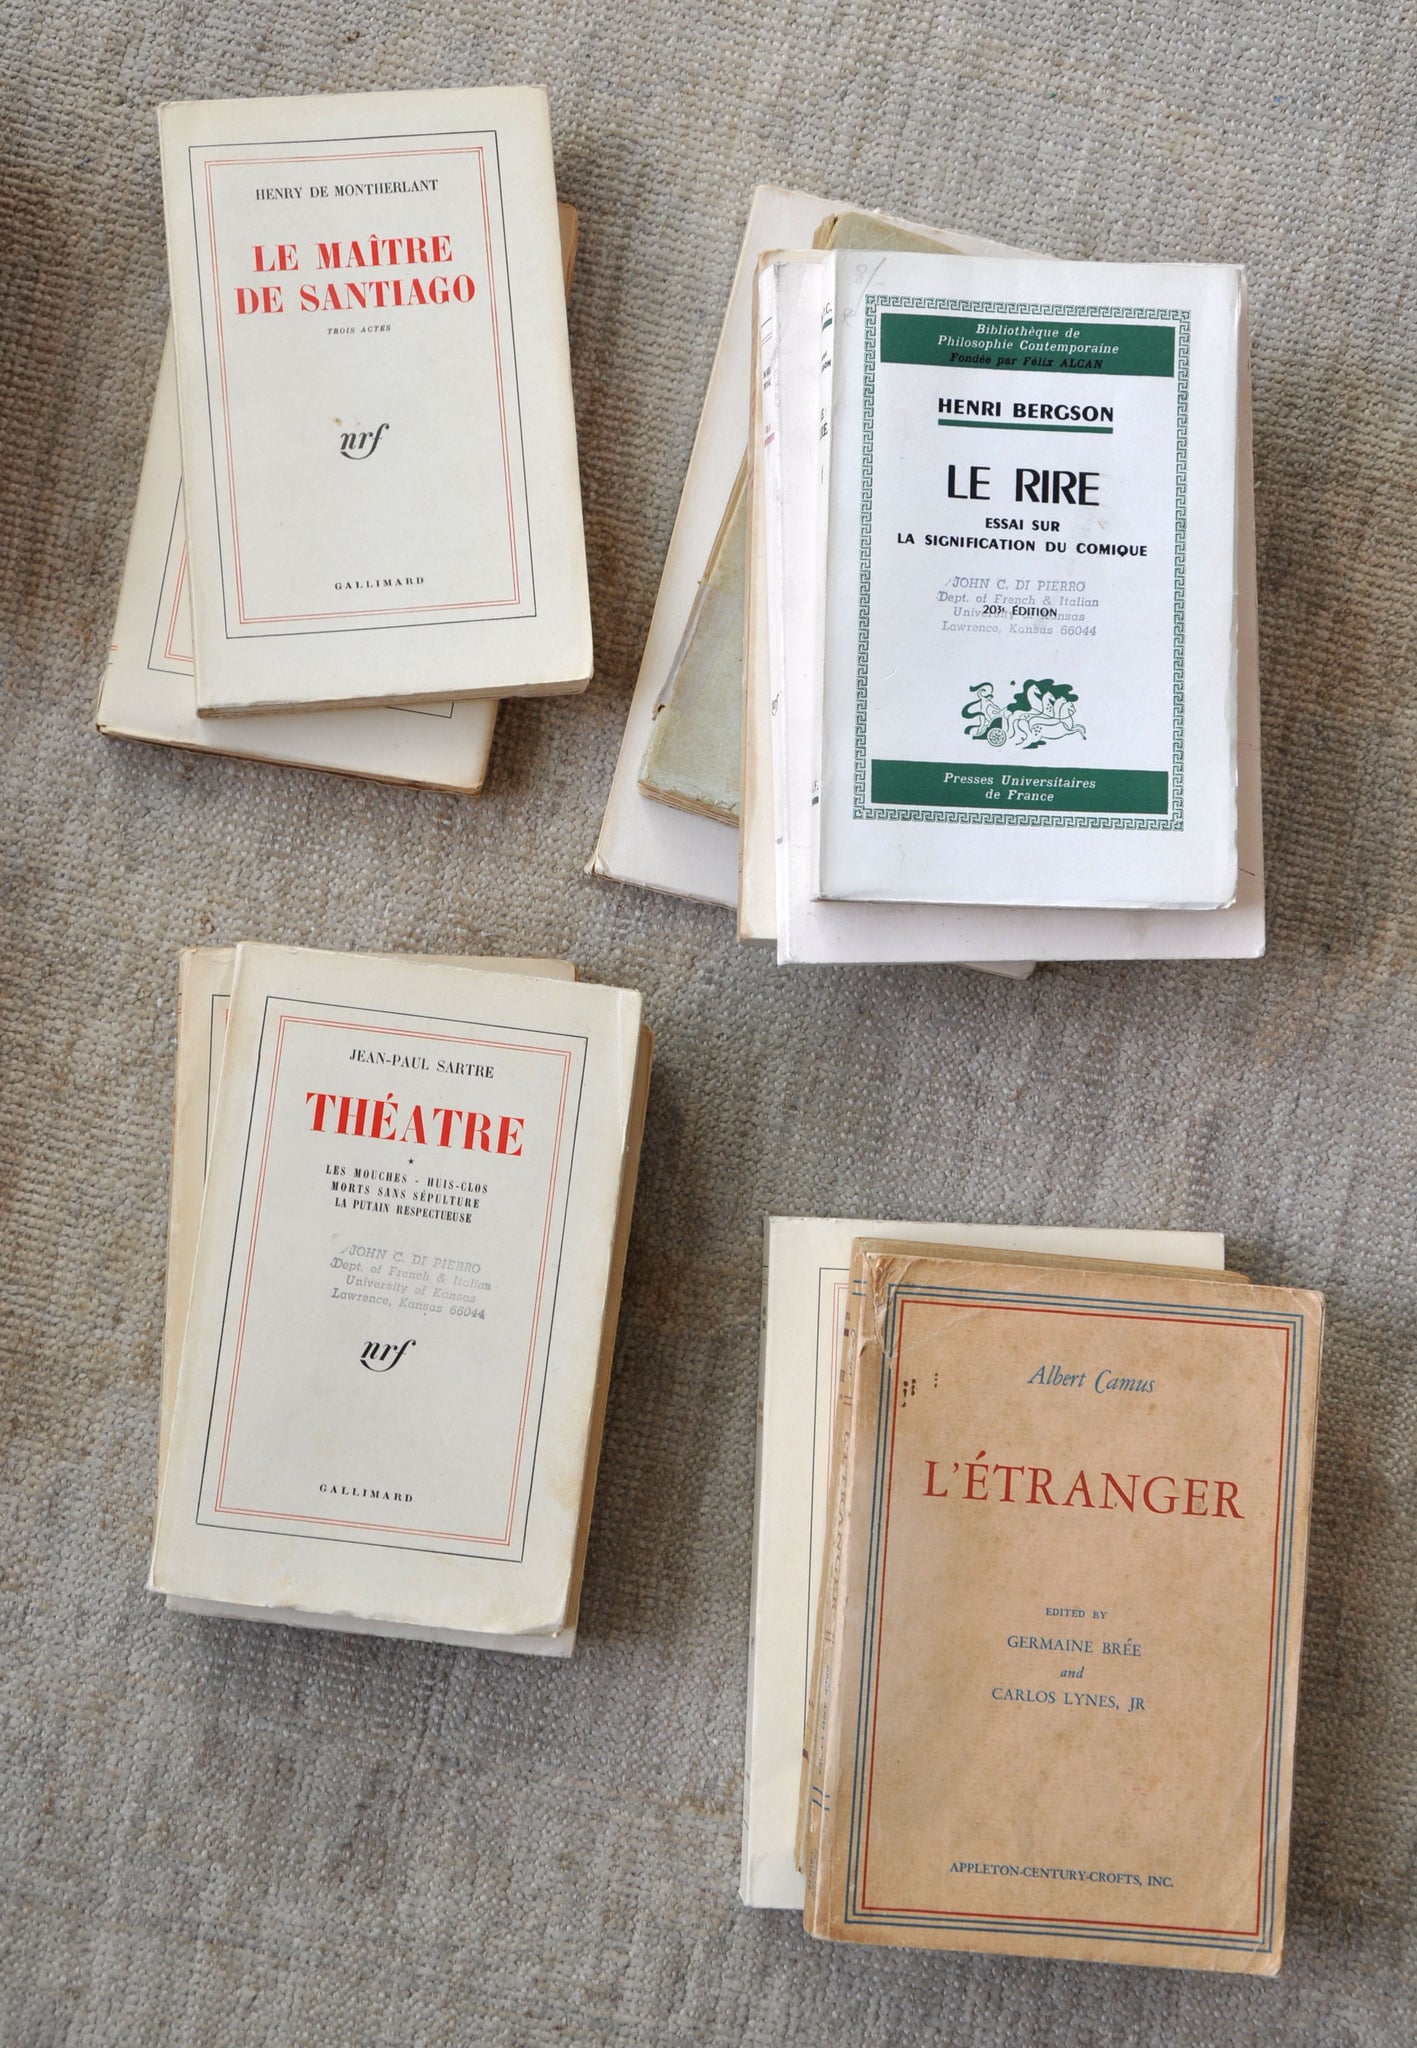 HENRY DE MONTHERLANT
LE MAÎTRE
DE SANTIAGO
TROIS ACTES
nrf
GALLIMARD
Bibliothèque de
Philosophie Contemporaine
Fondée par Félix ALCAN
HENRI BERGSON
LE RIRE
ESSAI SUR
LA SIGNIFICATION DU COMIQUE
JOHN C. DI PIERRO
Dept. of French & Italian
203e ÉDITION
University of Kansas
Lawrence, Kansas 66044
Presses Universitaires
de France
JEAN-PAUL SARTRE
THÉATRE
LES MOUCHES - HUIS-CLOS
MORTS SANS SÉPULTURE
LA PUTAIN RESPECTUEUSE
JOHN C. DI PIERRO
Dept. of French & Italian
University of Kansas
Lawrence, Kansas 66044
nrf
GALLIMARD
Albert Camus
L'ÉTRANGER
EDITED BY
GERMAINE BRÉE
and
CARLOS LYNES, JR
APPLETON-CENTURY-CROFTS, INC.